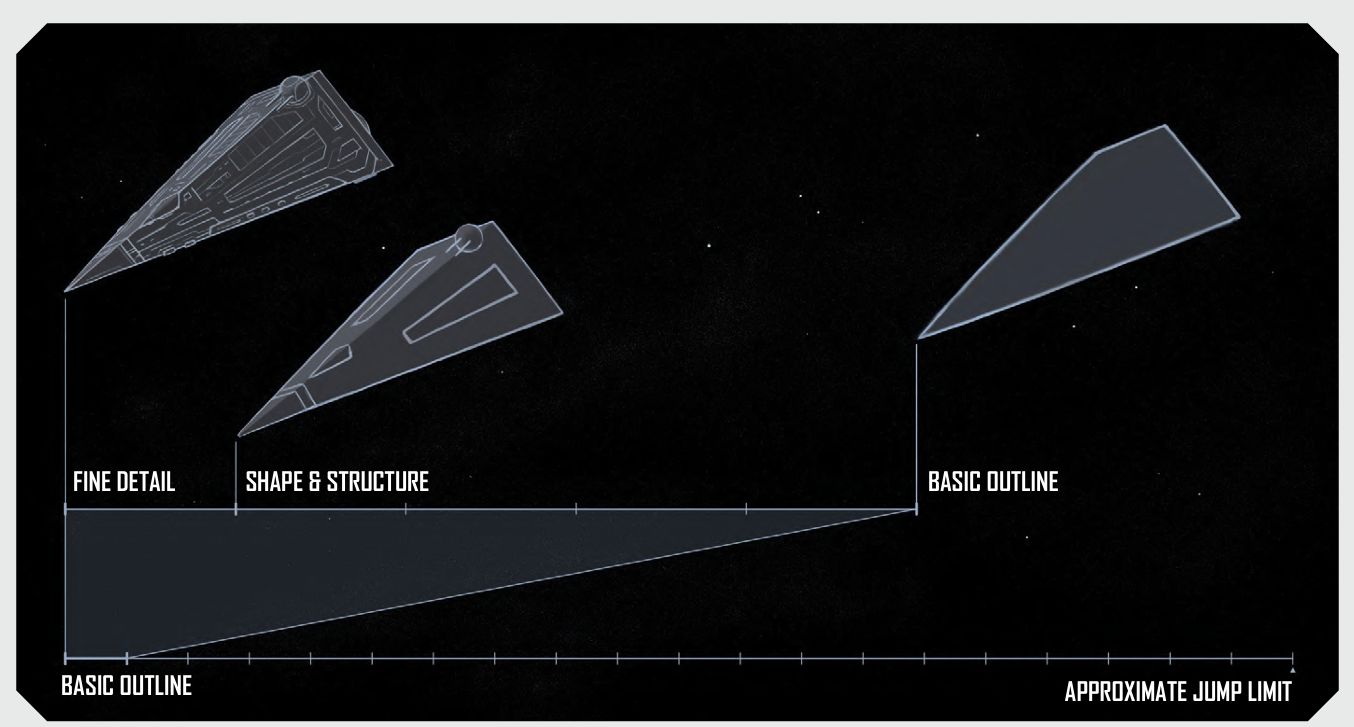 FINE DETAIL
SHAPE & STRUCTURE
BASIC OUTLINE
BASIC OUTLINE
APPROXIMATE JUMP LIMIT